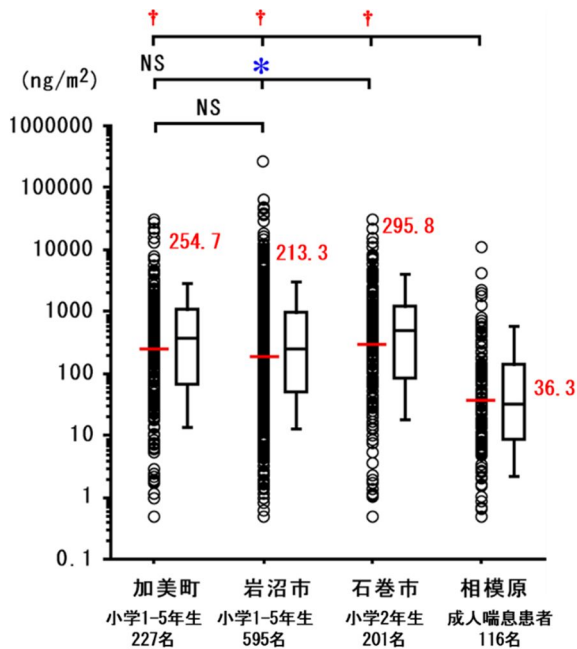 † † †
NS *
(ng/m²)
NS
1000000
100000
10000
1000
100
10
1
0.1
254.7
213.3
295.8
36.3
加美町 岩沼市 石巻市 相模原
小学1-5年生 小学1-5年生 小学2年生 成人喘息患者
227名 595名 201名 116名